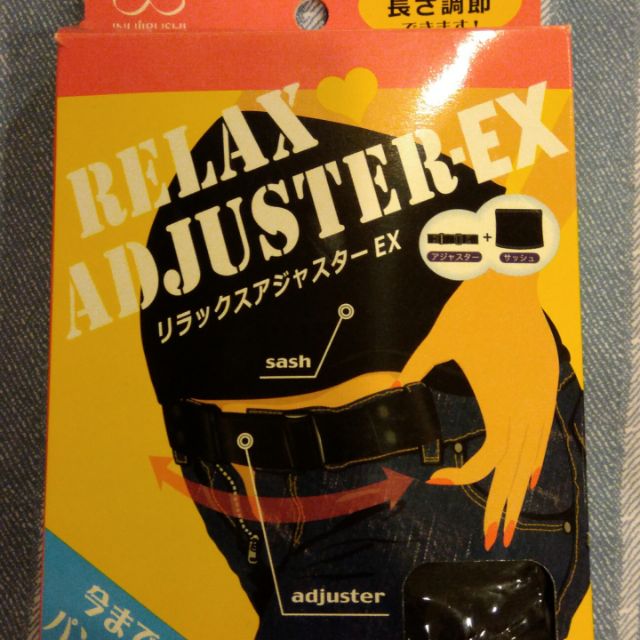 長さ調節
できます!
RELAX
ADJUSTER-EX
リラックスアジャスターEX
アジャスター
+
サッシュ
sash
adjuster
今まで
パン